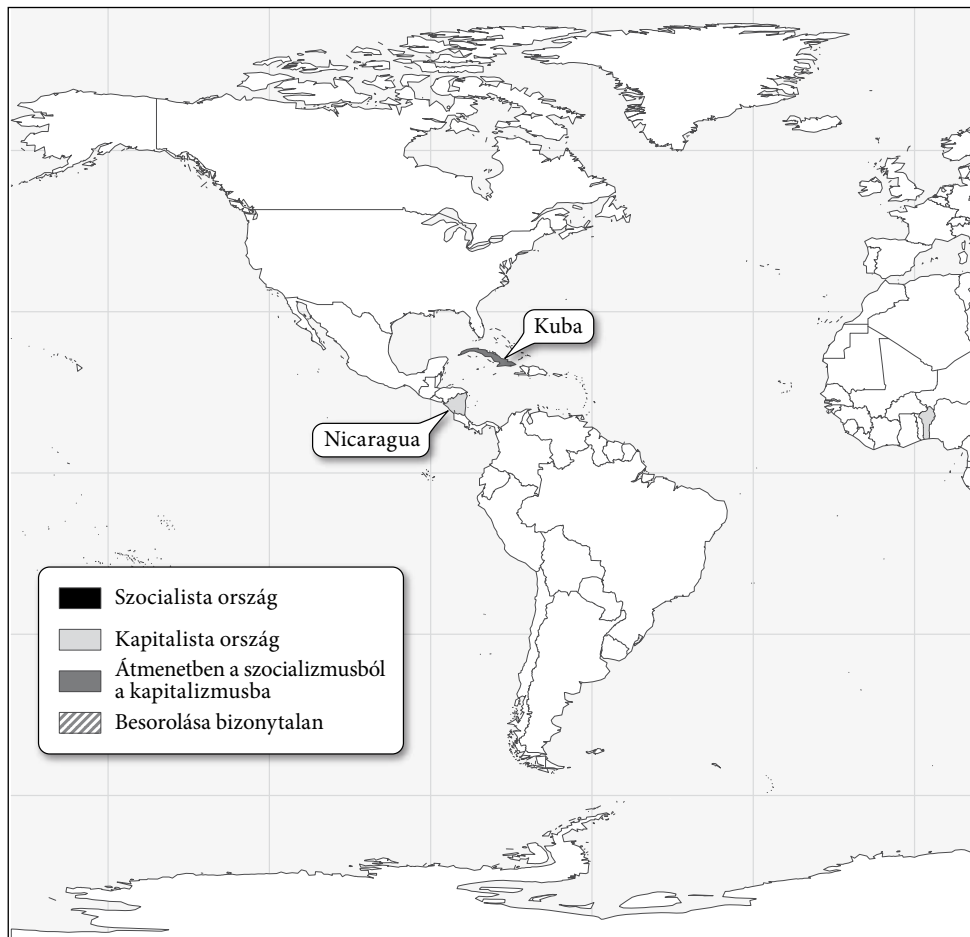 Kuba
Nicaragua
Szocialista ország
Kapitalista ország
Átmenetben a szocializmusból
a kapitalizmusba
Besorolása bizonytalan